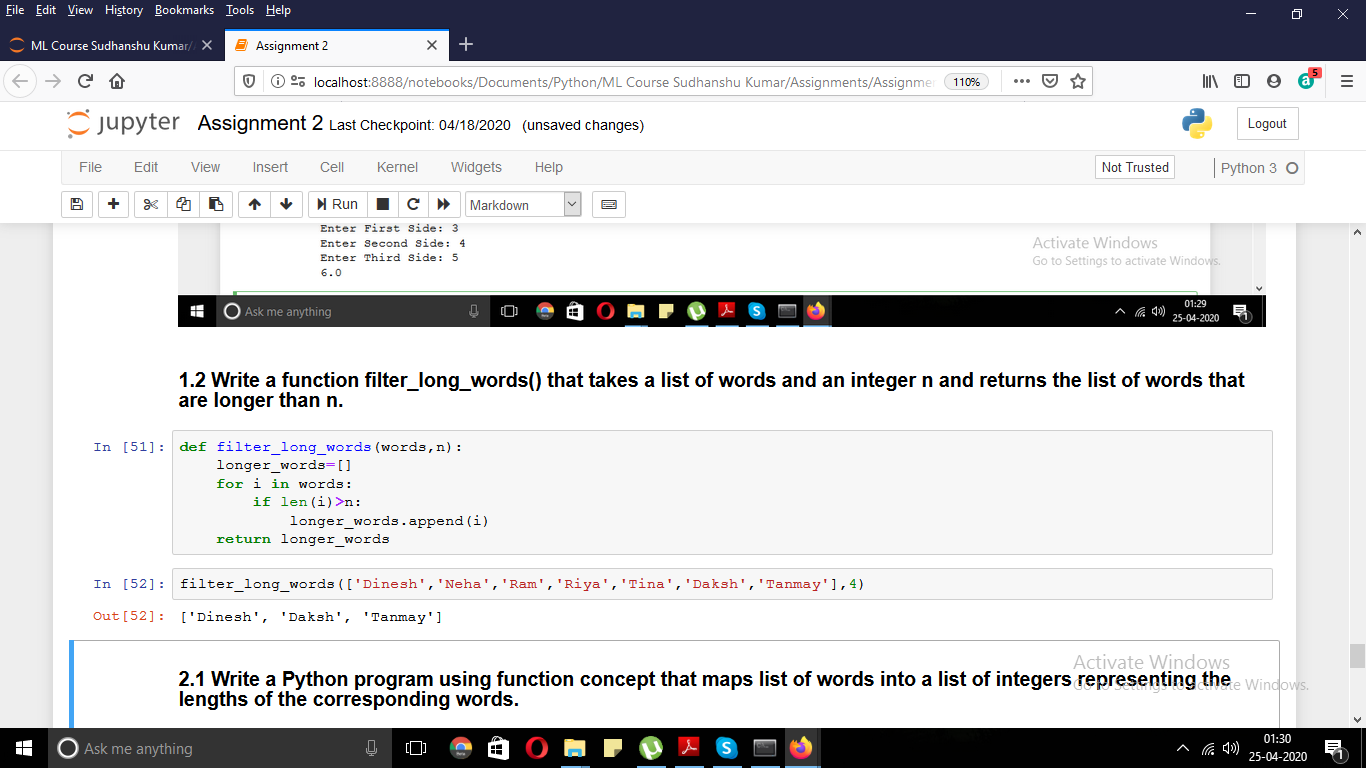 File Edit View History Bookmarks Tools Help
ML Course Sudhanshu Kumar/
Assignment 2
localhost:8888/notebooks/Documents/Python/ML Course Sudhanshu Kumar/Assignments/Assignme
110%
5
jupyter Assignment 2 Last Checkpoint: 04/18/2020 (unsaved changes)
Logout
File Edit View Insert Cell Kernel Widgets Help
Not Trusted
Python 3
Run
Markdown
Enter First Side: 3
Enter Second Side: 4
Enter Third Side: 5
6.0
Activate Windows
Go to Settings to activate Windows.
Ask me anything
01:29
25-04-2020
1
1.2 Write a function filter_long_words() that takes a list of words and an integer n and returns the list of words that
are longer than n.
In [51]: def filter_long_words(words,n):
longer_words=[]
for i in words:
if len(i)>n:
longer_words.append(i)
return longer_words
In [52]: filter_long_words(['Dinesh','Neha','Ram','Riya','Tina','Daksh','Tanmay'],4)
Out[52]: ['Dinesh', 'Daksh', 'Tanmay']
2.1 Write a Python program using function concept that maps list of words into a list of integers representing the
lengths of the corresponding words.
Activate Windows
Go to Settings to activate Windows.
Ask me anything
01:30
25-04-2020
1